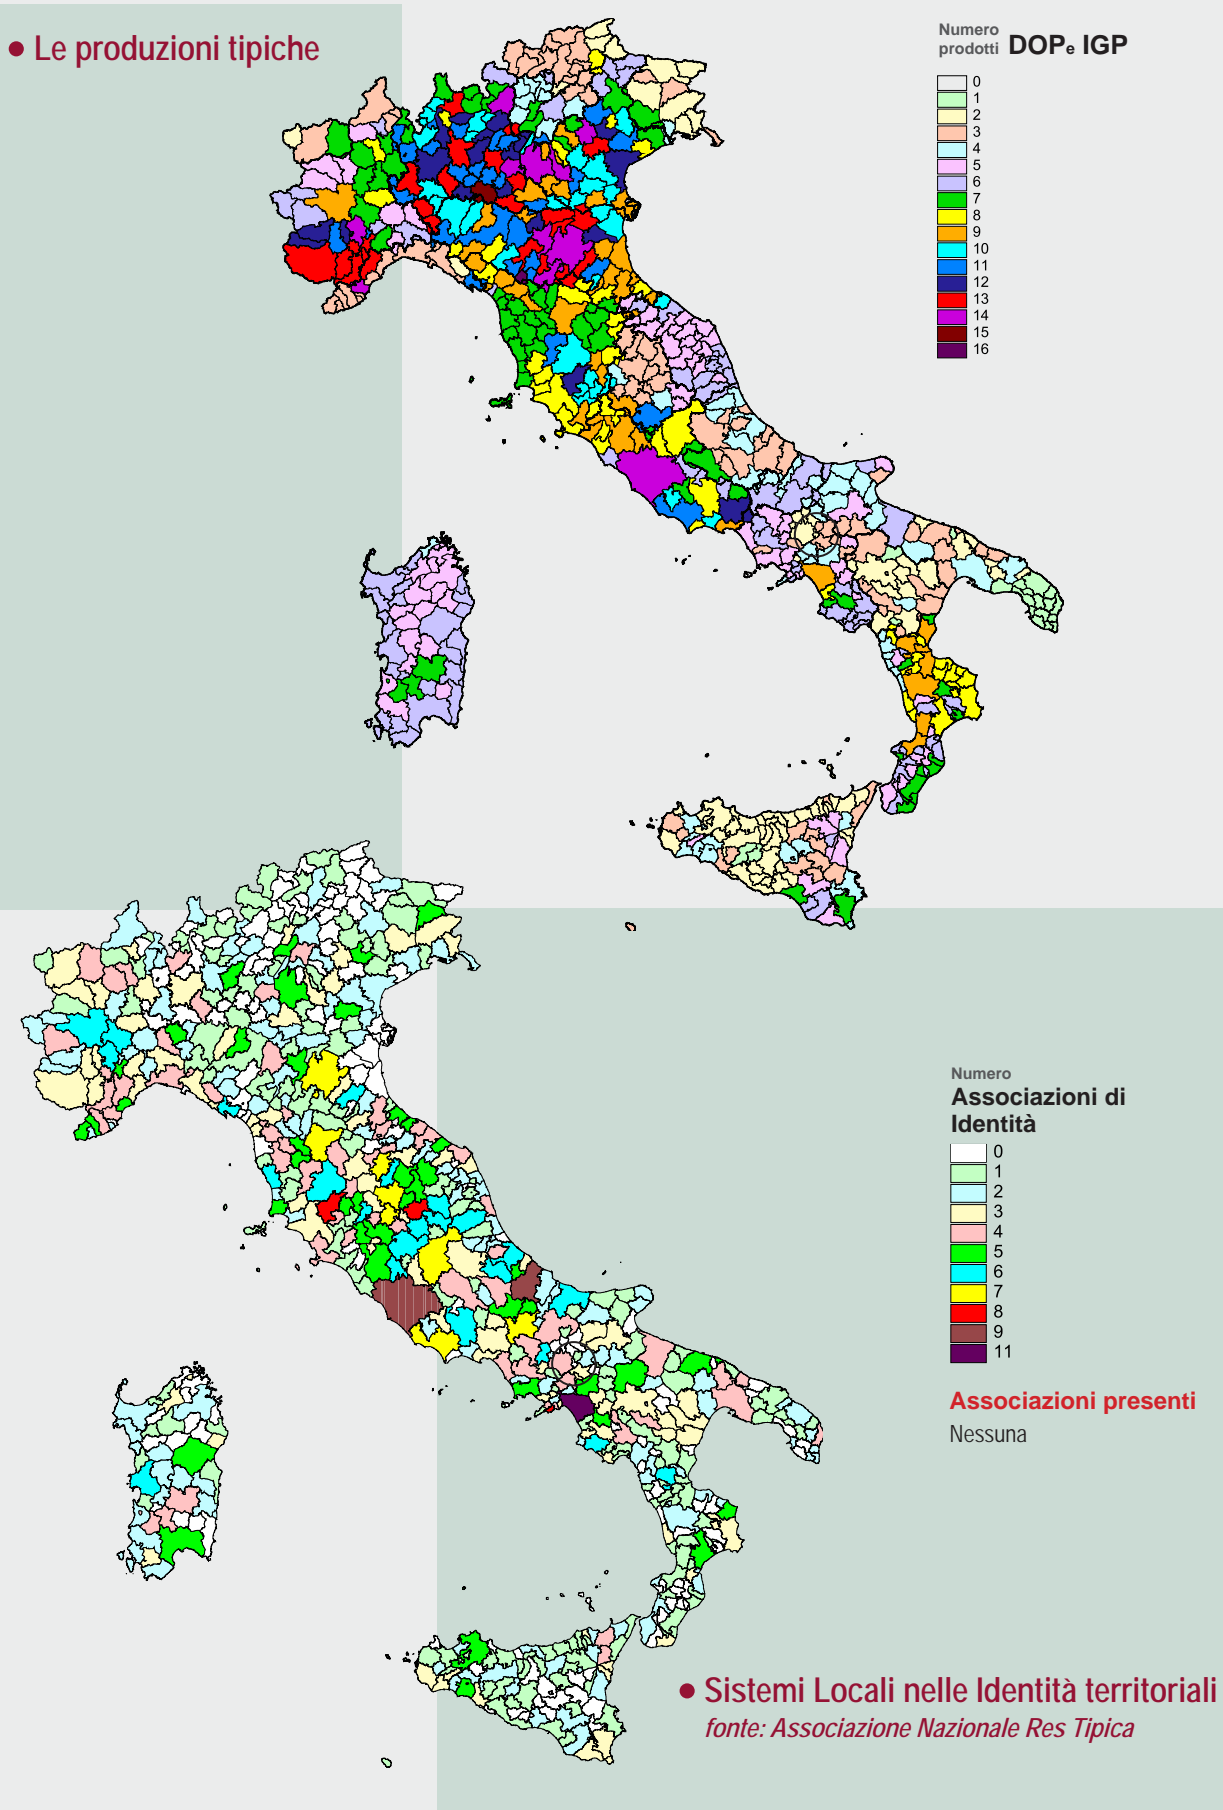 • Le produzioni tipiche
Numero
prodotti DOPe IGP
0
1
2
3
4
5
6
7
8
9
10
11
12
13
14
15
16
Numero
Associazioni di
Identità
0
1
2
3
4
5
6
7
8
9
11
Associazioni presenti
Nessuna
• Sistemi Locali nelle Identità territoriali
fonte: Associazione Nazionale Res Tipica